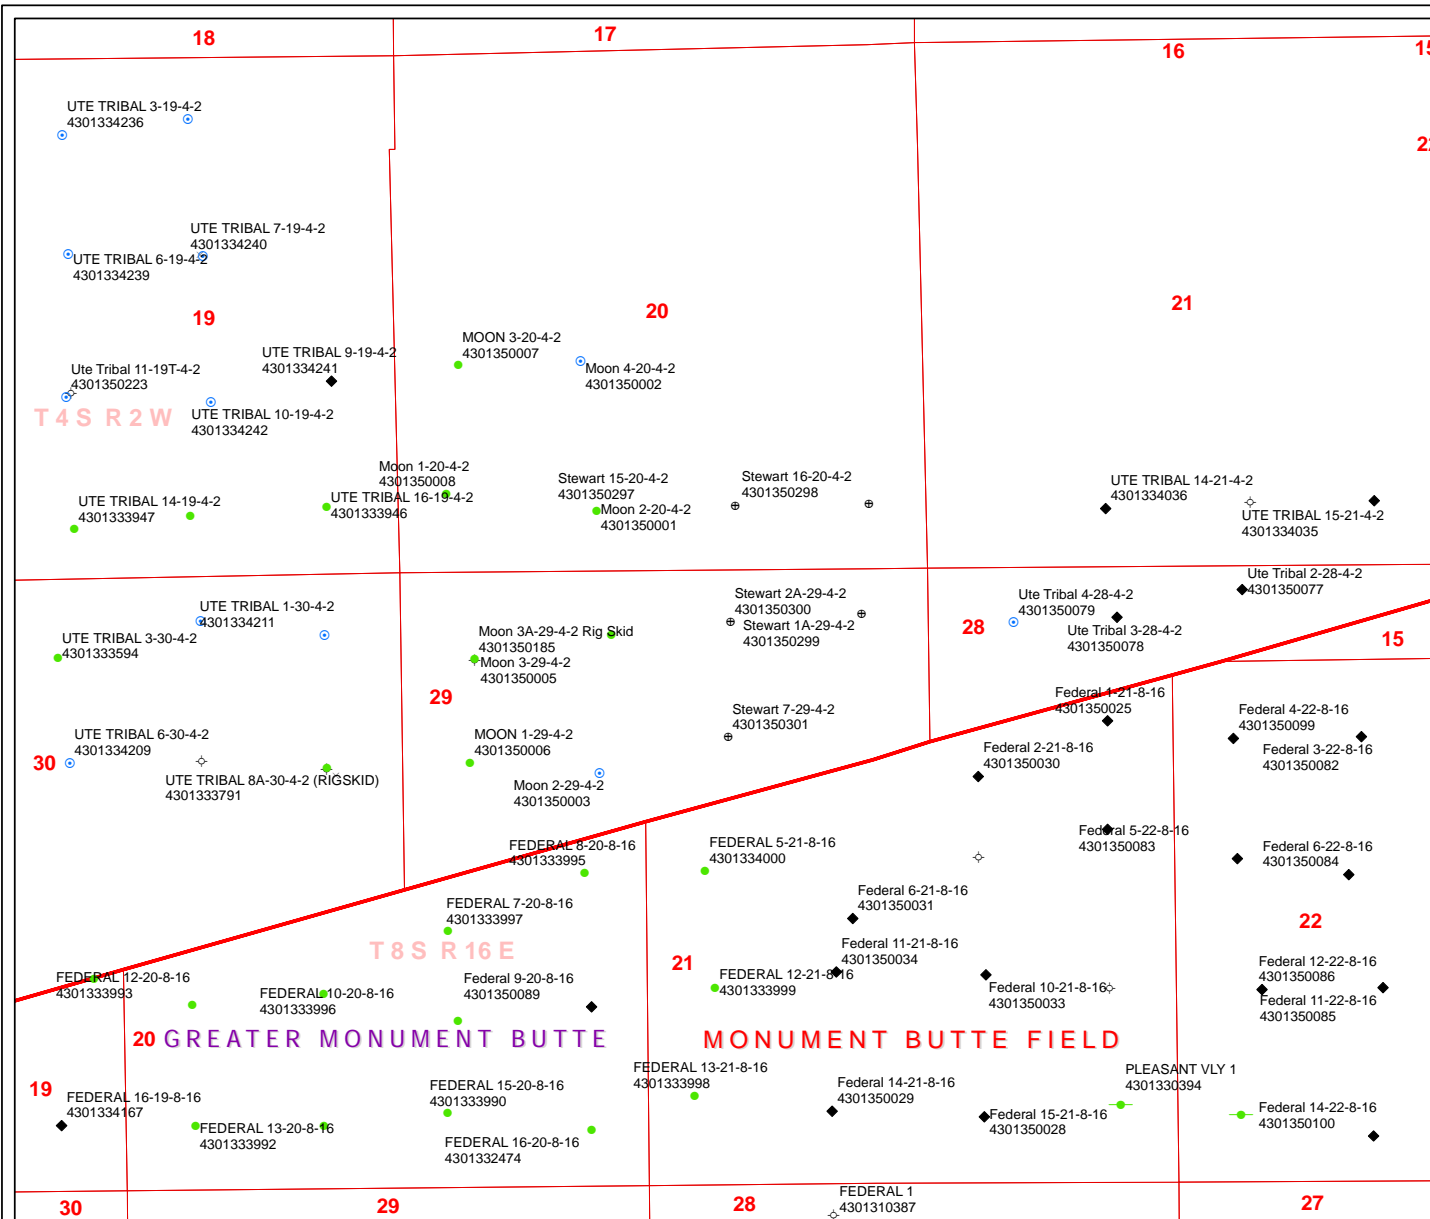 18
17
16
UTE TRIBAL 3-19-4-2
4301334236
UTE TRIBAL 7-19-4-2
4301334240
UTE TRIBAL 6-19-4-2
4301334239
19
20
21
MOON 3-20-4-2
4301350007
UTE TRIBAL 9-19-4-2
4301334241
Moon 4-20-4-2
4301350002
Ute Tribal 11-19T-4-2
4301350223
T4S R2W
UTE TRIBAL 10-19-4-2
4301334242
Moon 1-20-4-2
4301350008
Stewart 15-20-4-2
4301350297
Stewart 16-20-4-2
4301350298
UTE TRIBAL 14-21-4-2
4301334036
UTE TRIBAL 14-19-4-2
4301333947
UTE TRIBAL 16-19-4-2
4301333946
Moon 2-20-4-2
4301350001
UTE TRIBAL 15-21-4-2
4301334035
Ute Tribal 2-28-4-2
4301350077
UTE TRIBAL 1-30-4-2
4301334211
Stewart 2A-29-4-2
4301350300
Ute Tribal 4-28-4-2
4301350079
UTE TRIBAL 3-30-4-2
4301333594
Moon 3A-29-4-2 Rig Skid
4301350185
Stewart 1A-29-4-2
4301350299
28
Ute Tribal 3-28-4-2
4301350078
15
Moon 3-29-4-2
4301350005
29
Federal 1-21-8-16
4301350025
Stewart 7-29-4-2
4301350301
Federal 4-22-8-16
4301350099
UTE TRIBAL 6-30-4-2
4301334209
MOON 1-29-4-2
4301350006
Federal 2-21-8-16
4301350030
Federal 3-22-8-16
4301350082
30
UTE TRIBAL 8A-30-4-2 (RIGSKID)
4301333791
Moon 2-29-4-2
4301350003
Federal 5-22-8-16
4301350083
FEDERAL 8-20-8-16
4301333995
FEDERAL 5-21-8-16
4301334000
Federal 6-22-8-16
4301350084
FEDERAL 7-20-8-16
4301333997
Federal 6-21-8-16
4301350031
22
T8S R16E
Federal 11-21-8-16
4301350034
21
FEDERAL 12-20-8-16
4301333993
FEDERAL 10-20-8-16
4301333996
Federal 9-20-8-16
4301350089
FEDERAL 12-21-8-16
4301333999
Federal 10-21-8-16
4301350033
Federal 12-22-8-16
4301350086
Federal 11-22-8-16
4301350085
20
GREATER MONUMENT BUTTE
MONUMENT BUTTE FIELD
19
FEDERAL 16-19-8-16
4301334167
FEDERAL 15-20-8-16
4301333990
FEDERAL 13-21-8-16
4301333998
Federal 14-21-8-16
4301350029
PLEASANT VLY 1
4301330394
Federal 14-22-8-16
4301350100
FEDERAL 13-20-8-16
4301333992
FEDERAL 16-20-8-16
4301332474
Federal 15-21-8-16
4301350028
30
29
28
FEDERAL 1
4301310387
27